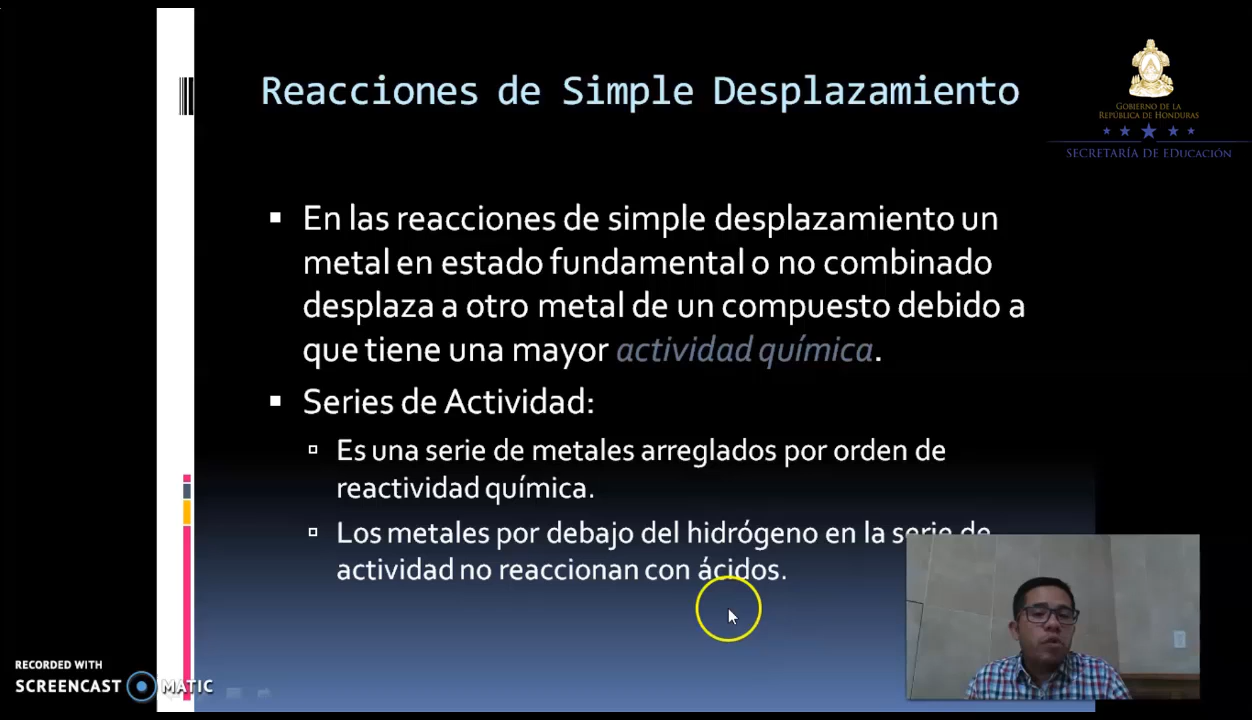 Reacciones de Simple Desplazamiento
GOBIERNO DE LA
REPÚBLICA DE HONDURAS
SECRETARÍA DE EDUCACIÓN
En las reacciones de simple desplazamiento un
metal en estado fundamental o no combinado
desplaza a otro metal de un compuesto debido a
que tiene una mayor actividad química.
Series de Actividad:
Es una serie de metales arreglados por orden de
reactividad química.
Los metales por debajo del hidrógeno en la serie de
actividad no reaccionan con ácidos.
RECORDED WITH
SCREENCAST MATIC